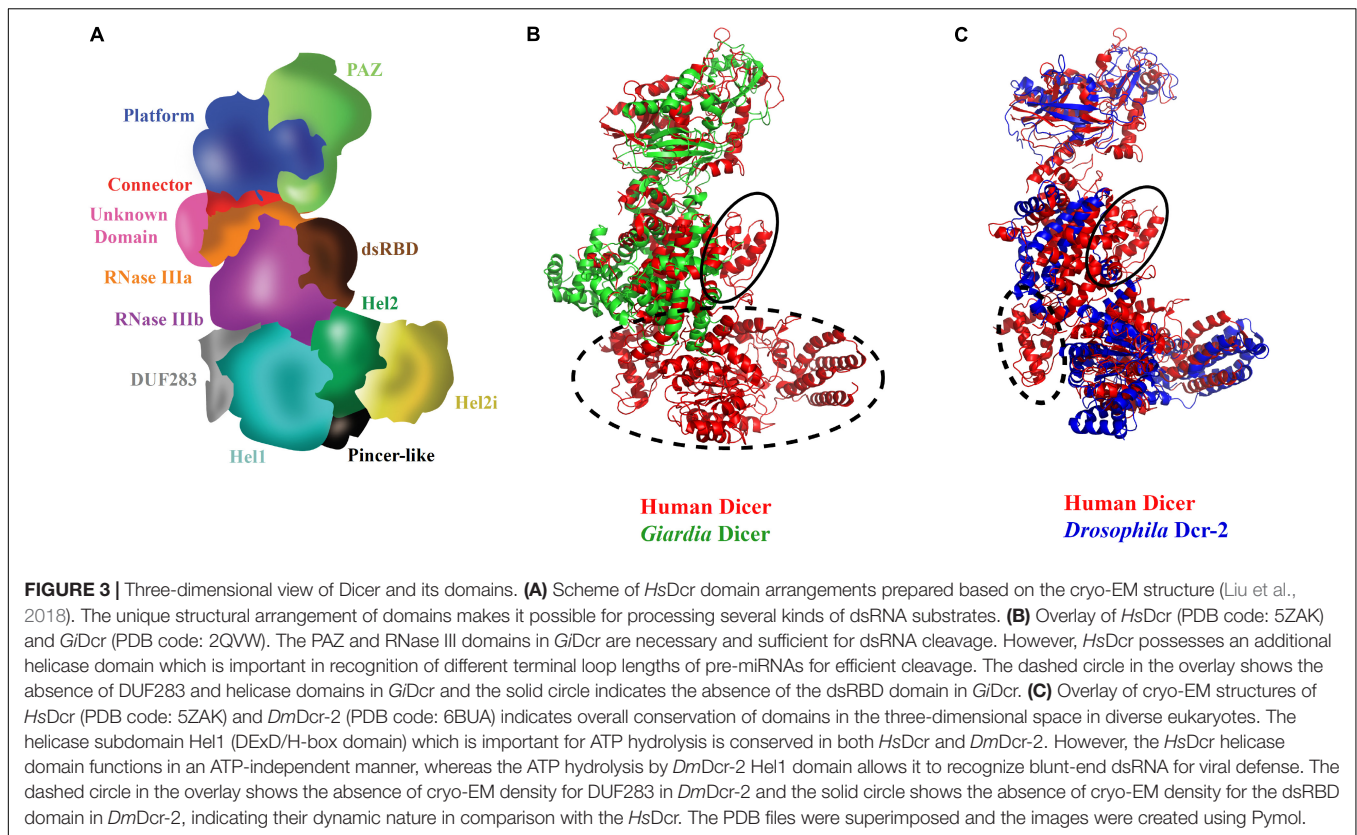 A
B
C
PAZ
Platform
Connector
Unknown
Domain
dsRBD
RNase IIIa
Hel2
RNase IIIb
DUF283
Hel2i
Hel1
Pincer-like
Human Dicer
Giardia Dicer
Human Dicer
Drosophila Dcr-2
FIGURE 3 | Three-dimensional view of Dicer and its domains. (A) Scheme of HsDcr domain arrangements prepared based on the cryo-EM structure (Liu et al.,
2018). The unique structural arrangement of domains makes it possible for processing several kinds of dsRNA substrates. (B) Overlay of HsDcr (PDB code: 5ZAK)
and GiDcr (PDB code: 2QVW). The PAZ and RNase III domains in GiDcr are necessary and sufficient for dsRNA cleavage. However, HsDcr possesses an additional
helicase domain which is important in recognition of different terminal loop lengths of pre-miRNAs for efficient cleavage. The dashed circle in the overlay shows the
absence of DUF283 and helicase domains in GiDcr and the solid circle indicates the absence of the dsRBD domain in GiDcr. (C) Overlay of cryo-EM structures of
HsDcr (PDB code: 5ZAK) and DmDcr-2 (PDB code: 6BUA) indicates overall conservation of domains in the three-dimensional space in diverse eukaryotes. The
helicase subdomain Hel1 (DExD/H-box domain) which is important for ATP hydrolysis is conserved in both HsDcr and DmDcr-2. However, the HsDcr helicase
domain functions in an ATP-independent manner, whereas the ATP hydrolysis by DmDcr-2 Hel1 domain allows it to recognize blunt-end dsRNA for viral defense. The
dashed circle in the overlay shows the absence of cryo-EM density for DUF283 in DmDcr-2 and the solid circle shows the absence of cryo-EM density for the dsRBD
domain in DmDcr-2, indicating their dynamic nature in comparison with the HsDcr. The PDB files were superimposed and the images were created using Pymol.